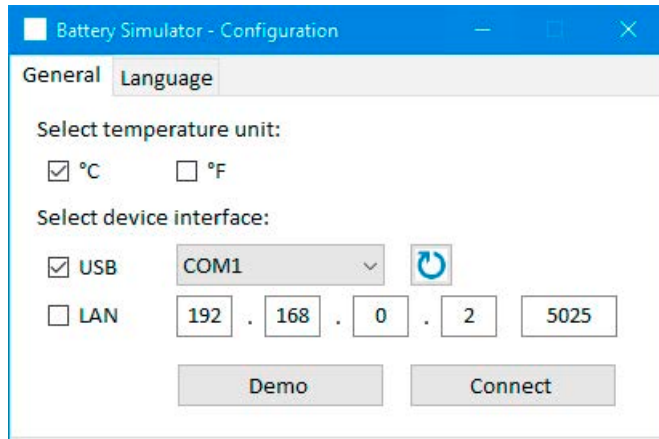 Battery Simulator - Configuration
General Language
Select temperature unit:
°C °F
Select device interface:
USB COM1
LAN 192 . 168 . 0 . 2 5025
Demo Connect